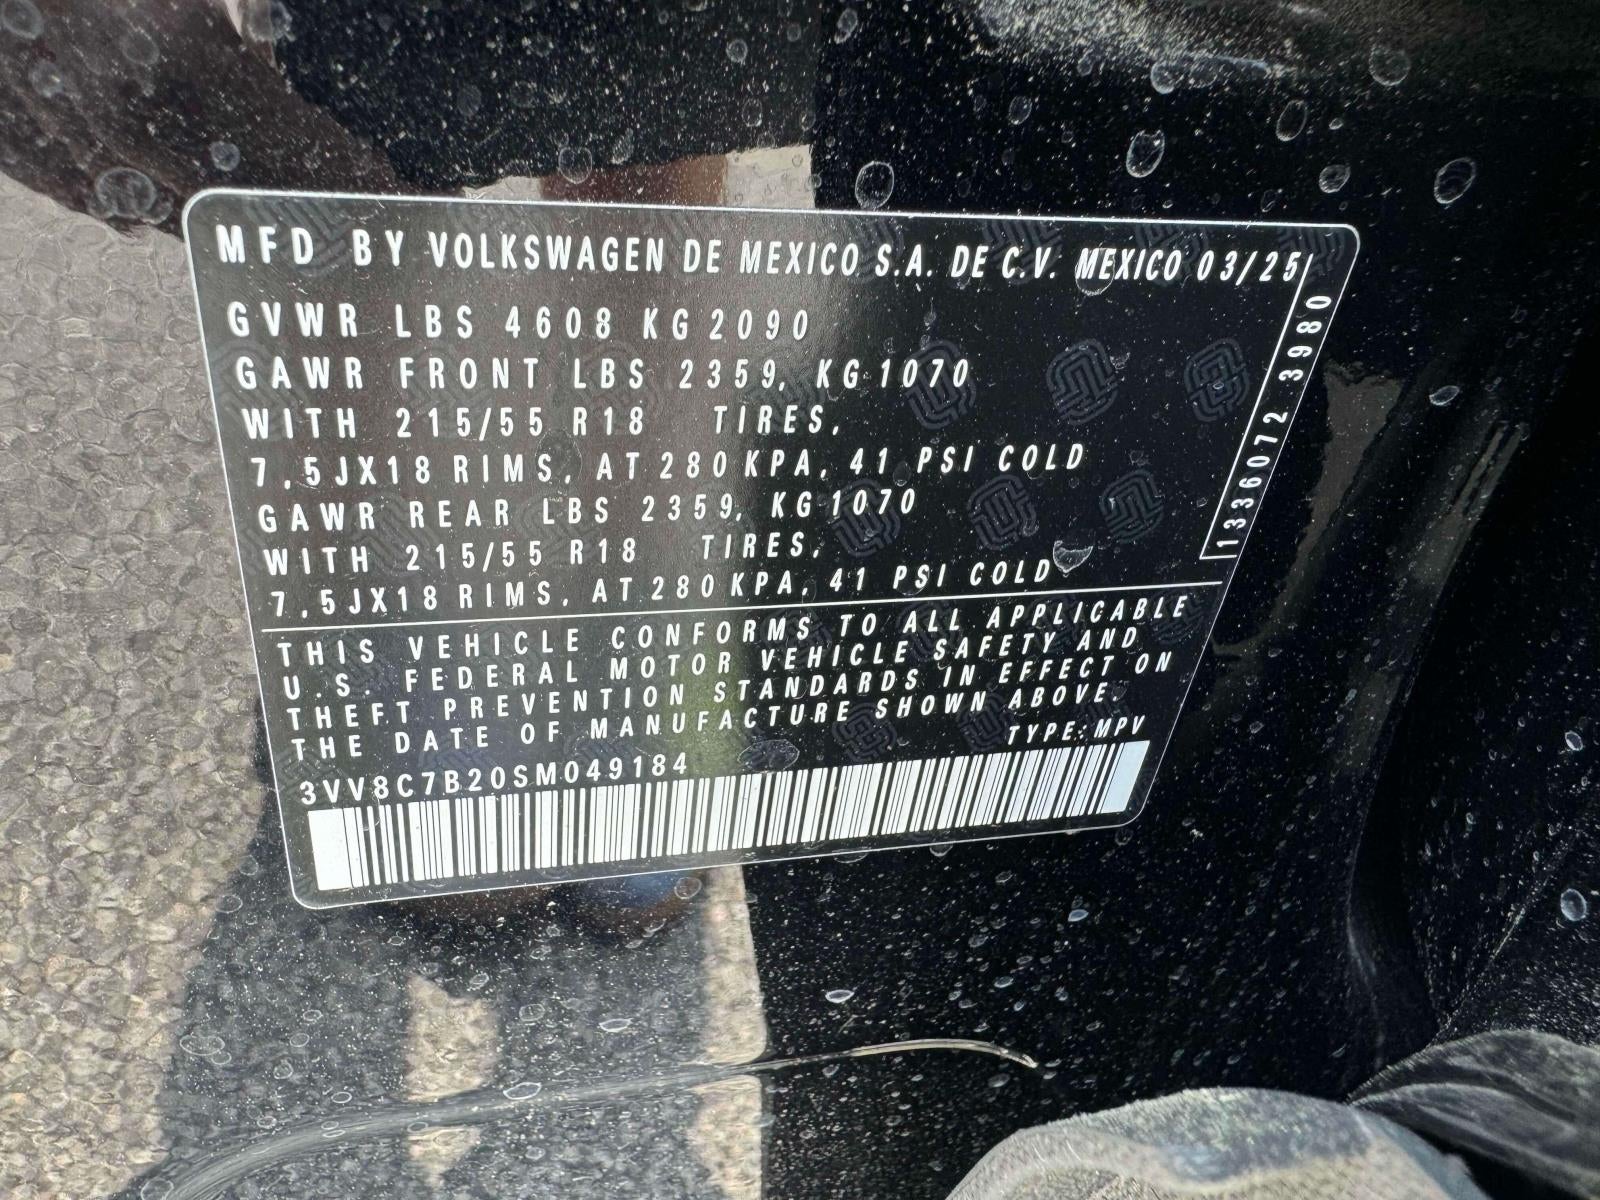 MFD BY VOLKSWAGEN DE MEXICO S.A. DE C.V. MEXICO 03/25
GVWR LBS 4608 KG 2090
GAWR FRONT LBS 2359, KG 1070
WITH 215/55 R18 TIRES,
7,5JX18 RIMS, AT 280 KPA, 41 PSI COLD
GAWR REAR LBS 2359, KG 1070
WITH 215/55 R18 TIRES,
7,5JX18 RIMS, AT 280 KPA, 41 PSI COLD
1336072 3980
THIS VEHICLE CONFORMS TO ALL APPLICABLE
U.S. FEDERAL MOTOR VEHICLE SAFETY AND
THEFT PREVENTION STANDARDS IN EFFECT ON
THE DATE OF MANUFACTURE SHOWN ABOVE.
TYPE: MPV
3VV8C7B20SM049184